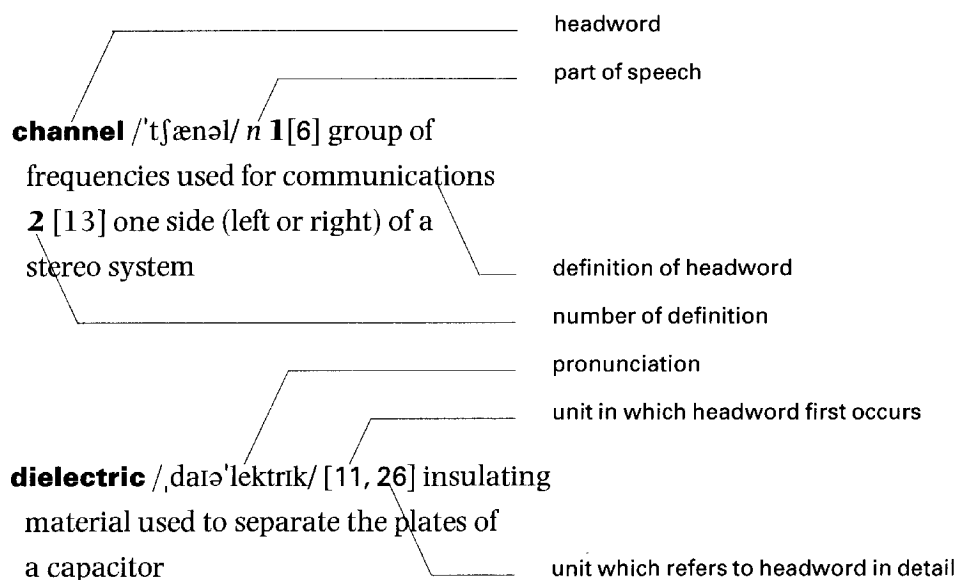 headword
part of speech
channel /ˈtʃænəl/ n 1[6] group of
frequencies used for communications
2 [13] one side (left or right) of a
stereo system
definition of headword
number of definition
pronunciation
unit in which headword first occurs
dielectric /ˌdaɪəˈlektrɪk/ [11, 26] insulating
material used to separate the plates of
a capacitor
unit which refers to headword in detail